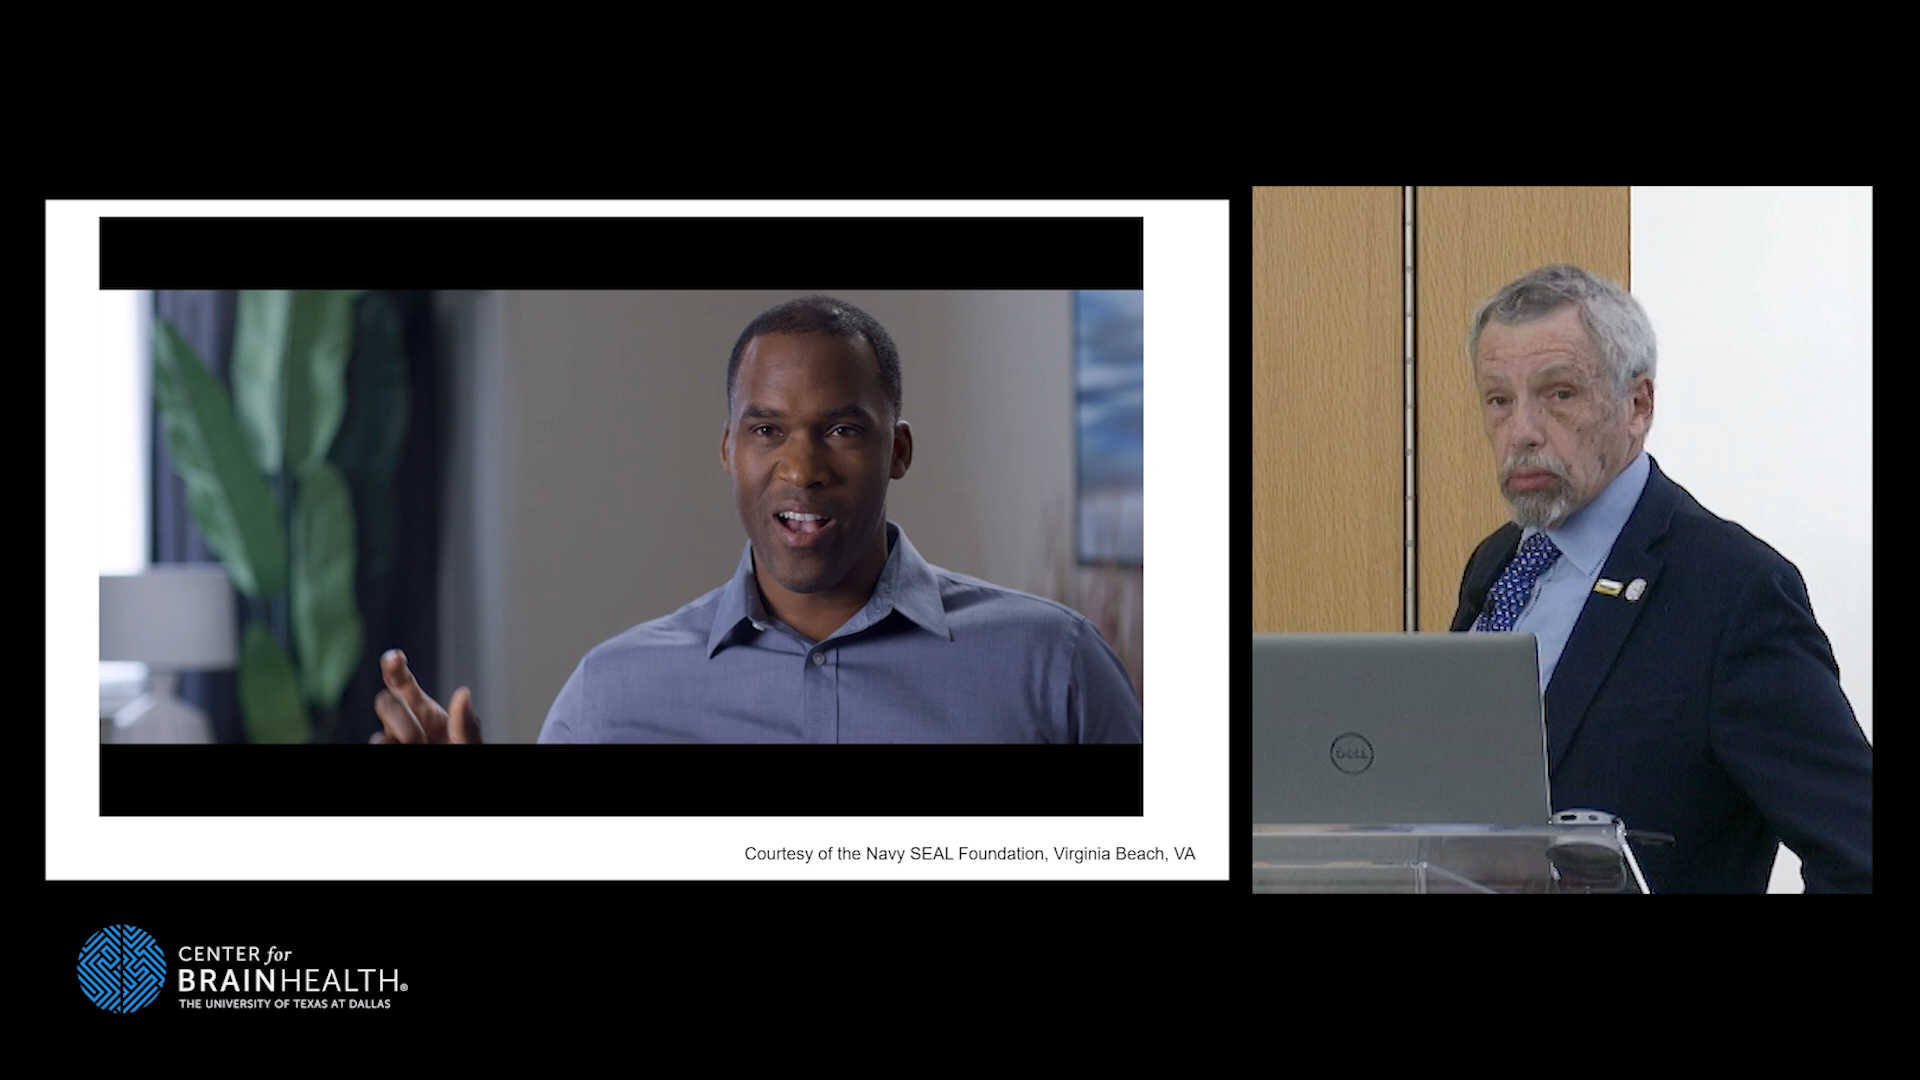 Courtesy of the Navy SEAL Foundation, Virginia Beach, VA
DELL
CENTER for
BRAINHEALTH®
THE UNIVERSITY OF TEXAS AT DALLAS